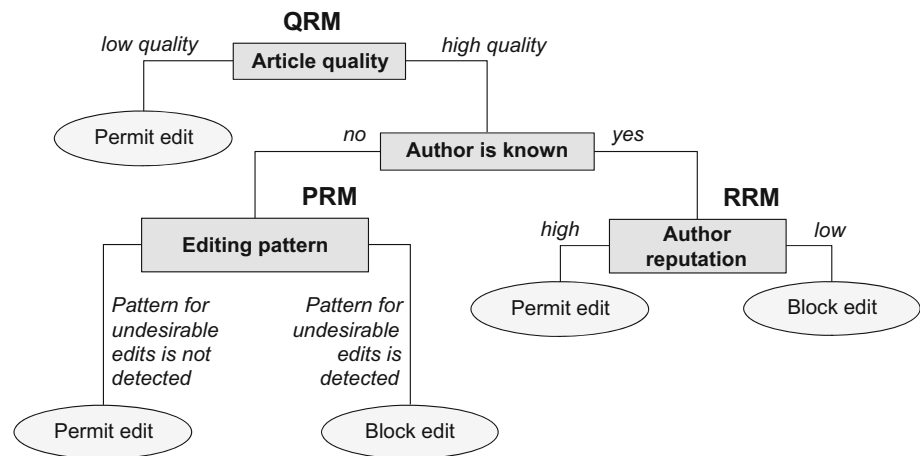 QRM
low quality
high quality
Article quality
Permit edit
no
yes
Author is known
PRM
RRM
Editing pattern
high
low
Author
reputation
Permit edit
Block edit
Pattern for
undesirable
edits is not
detected
Pattern for
undesirable
edits is
detected
Permit edit
Block edit